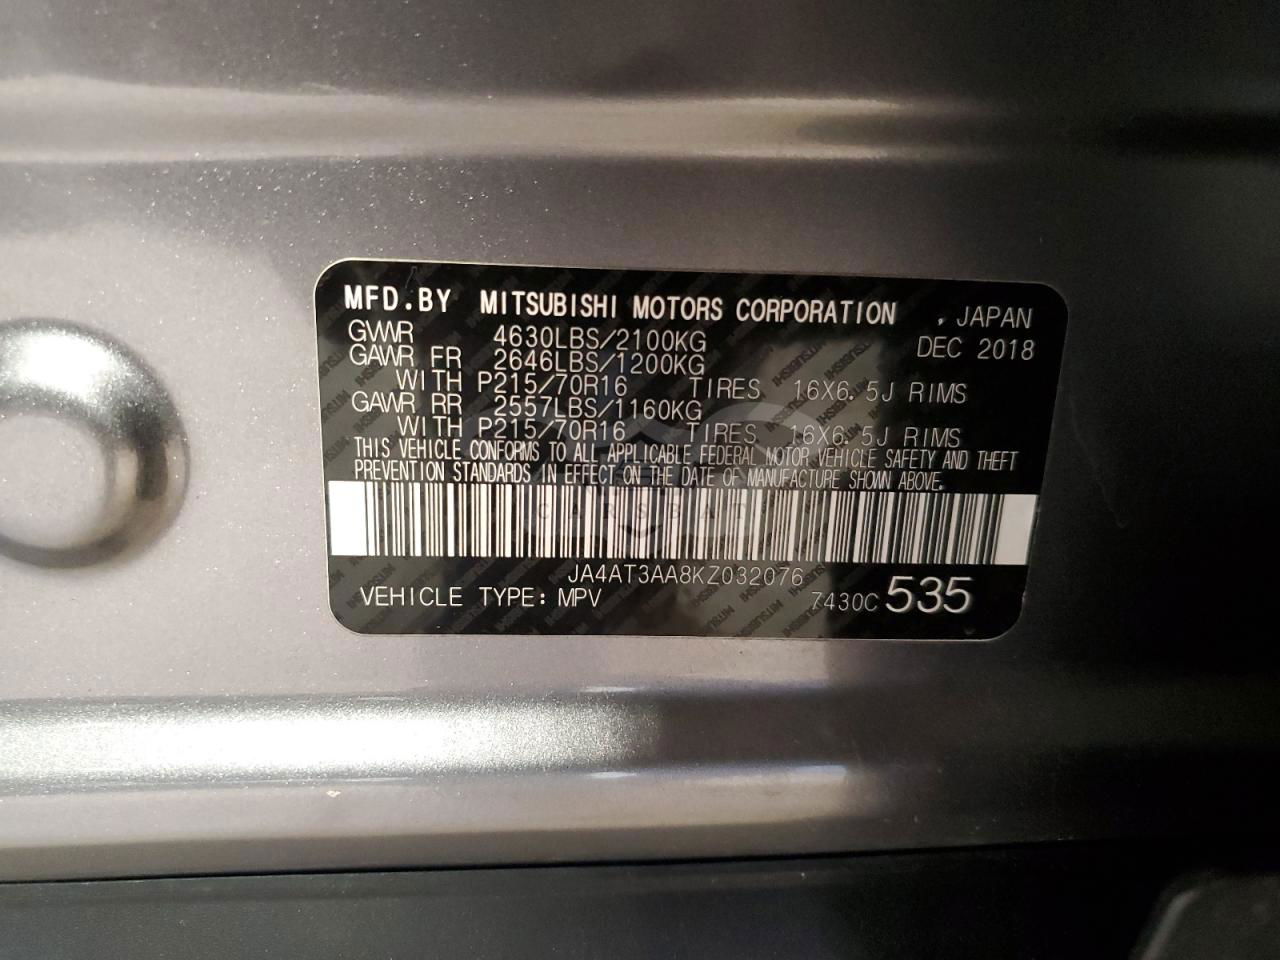 MFD.BY MITSUBISHI MOTORS CORPORATION , JAPAN
GVWR 4630LBS/2100KG DEC 2018
GAWR FR 2646LBS/1200KG
WITH P215/70R16 TIRES 16X6.5J RIMS
GAWR RR 2557LBS/1160KG
WITH P215/70R16 TIRES 16X6.5J RIMS
THIS VEHICLE CONFORMS TO ALL APPLICABLE FEDERAL MOTOR VEHICLE SAFETY AND THEFT
PREVENTION STANDARDS IN EFFECT ON THE DATE OF MANUFACTURE SHOWN ABOVE.
JA4AT3AA8KZ032076
VEHICLE TYPE: MPV 7430C 535